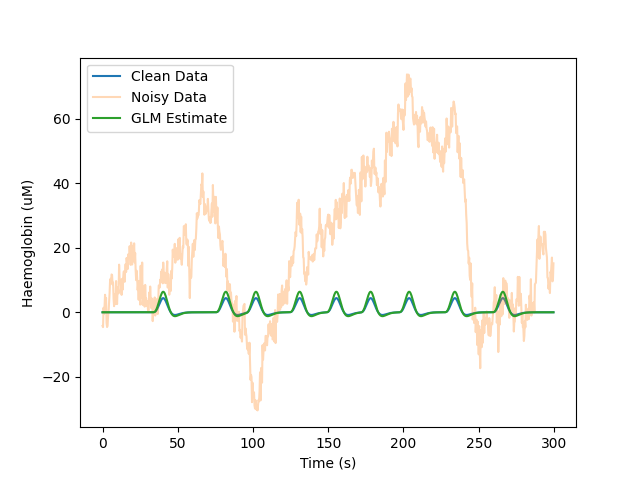 Clean Data
Noisy Data
GLM Estimate
Haemoglobin (uM)
60
40
20
0
−20
0 50 100 150 200 250 300
Time (s)